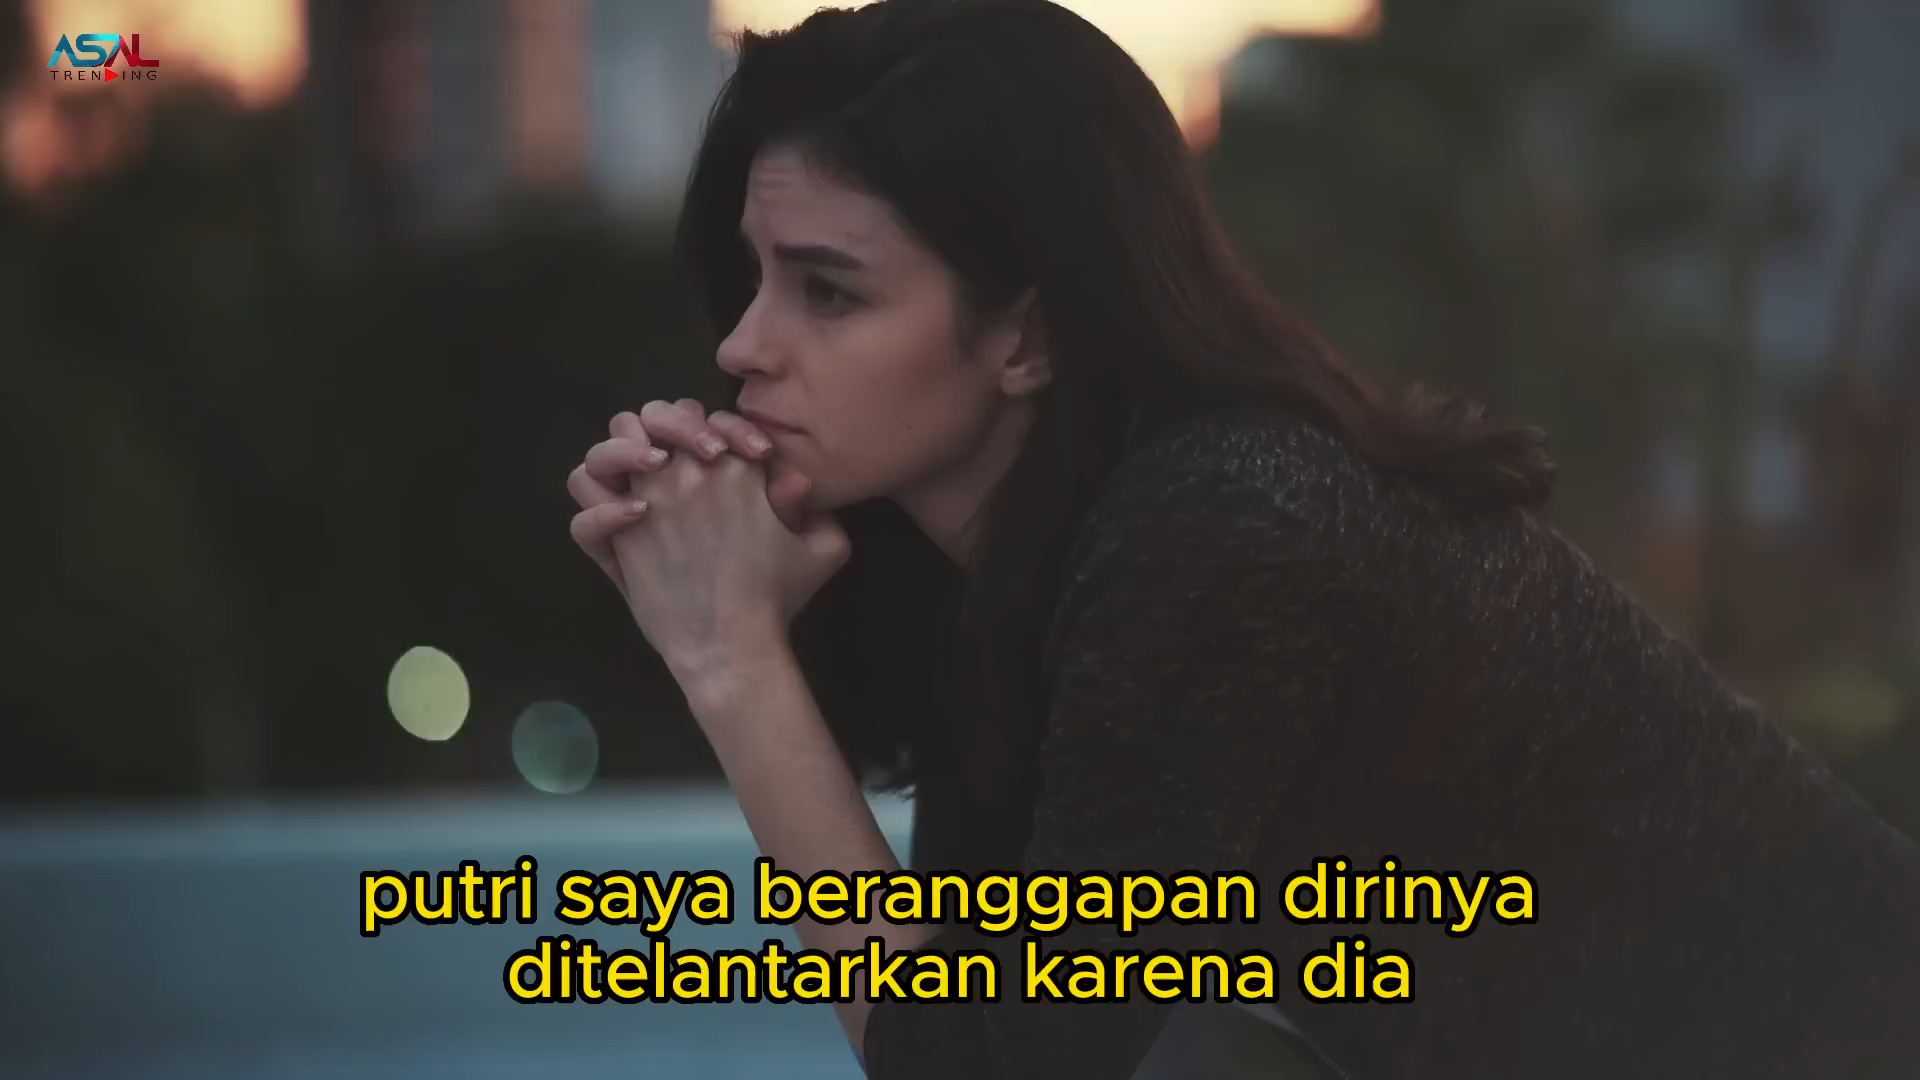 ASAL
TRENDING
putri saya beranggapan dirinya
ditelantarkan karena dia